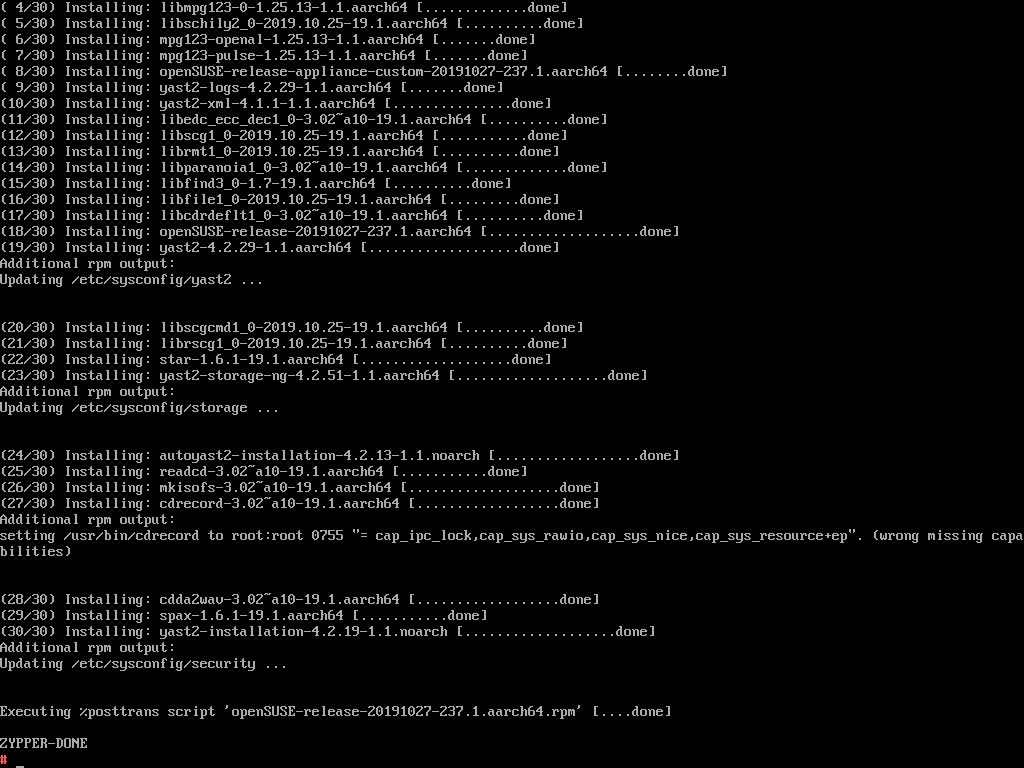 ( 4/30) Installing: libmpg123-0-1.25.13-1.1.aarch64 [.............done]
( 5/30) Installing: libschily2_0-2019.10.25-19.1.aarch64 [............done]
( 6/30) Installing: mpg123-openal-1.25.13-1.1.aarch64 [.......done]
( 7/30) Installing: mpg123-pulse-1.25.13-1.1.aarch64 [.......done]
( 8/30) Installing: openSUSE-release-appliance-custom-20191027-237.1.aarch64 [........done]
( 9/30) Installing: yast2-logs-4.2.29-1.1.aarch64 [.......done]
(10/30) Installing: yast2-xml-4.1.1-1.1.aarch64 [...............done]
(11/30) Installing: libedc_ecc_dec1_0-3.02~a10-19.1.aarch64 [..........done]
(12/30) Installing: libscg1_0-2019.10.25-19.1.aarch64 [...........done]
(13/30) Installing: librmt1_0-2019.10.25-19.1.aarch64 [..........done]
(14/30) Installing: libparanoia1_0-3.02~a10-19.1.aarch64 [.............done]
(15/30) Installing: libfind3_0-1.7-19.1.aarch64 [..........done]
(16/30) Installing: libfile1_0-2019.10.25-19.1.aarch64 [.........done]
(17/30) Installing: libcdrdeflt1_0-3.02~a10-19.1.aarch64 [..........done]
(18/30) Installing: openSUSE-release-20191027-237.1.aarch64 [...................done]
(19/30) Installing: yast2-4.2.29-1.1.aarch64 [...................done]
Additional rpm output:
Updating /etc/sysconfig/yast2 ...
(20/30) Installing: libscgcmd1_0-2019.10.25-19.1.aarch64 [..........done]
(21/30) Installing: librscg1_0-2019.10.25-19.1.aarch64 [..........done]
(22/30) Installing: star-1.6.1-19.1.aarch64 [...................done]
(23/30) Installing: yast2-storage-ng-4.2.51-1.1.aarch64 [...................done]
Additional rpm output:
Updating /etc/sysconfig/storage ...
(24/30) Installing: autoyast2-installation-4.2.13-1.1.noarch [..................done]
(25/30) Installing: readcd-3.02~a10-19.1.aarch64 [...........done]
(26/30) Installing: mkisofs-3.02~a10-19.1.aarch64 [...................done]
(27/30) Installing: cdrecord-3.02~a10-19.1.aarch64 [..................done]
Additional rpm output:
setting /usr/bin/cdrecord to root:root 0755 "= cap_ipc_lock,cap_sys_rawio,cap_sys_nice,cap_sys_resource+ep". (wrong missing capa
bilities)
(28/30) Installing: cdda2wav-3.02~a10-19.1.aarch64 [..................done]
(29/30) Installing: spax-1.6.1-19.1.aarch64 [...........done]
(30/30) Installing: yast2-installation-4.2.19-1.1.noarch [...................done]
Additional rpm output:
Updating /etc/sysconfig/security ...
Executing %posttrans script 'openSUSE-release-20191027-237.1.aarch64.rpm' [....done]
ZYPPER-DONE
# _